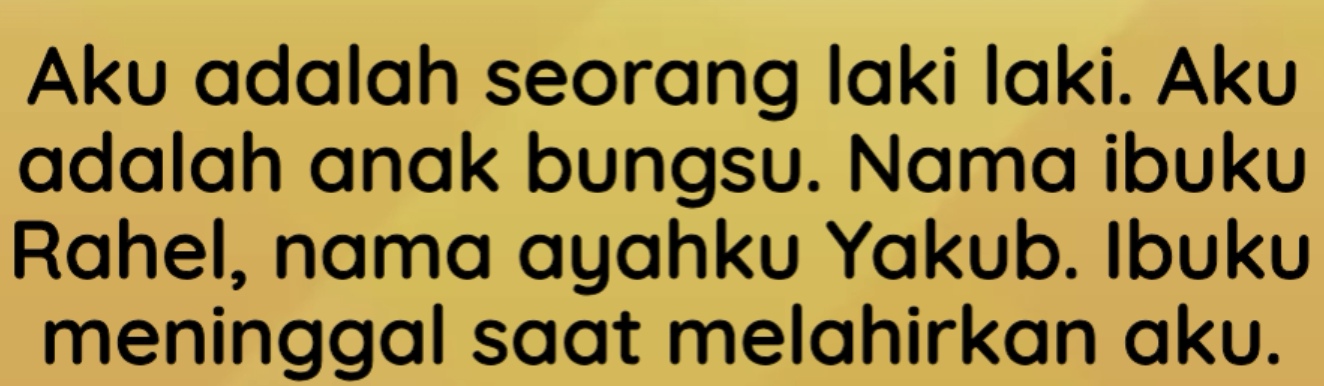 Aku adalah seorang laki laki. Aku
adalah anak bungsu. Nama ibuku
Rahel, nama ayahku Yakub. Ibuku
meninggal saat melahirkan aku.